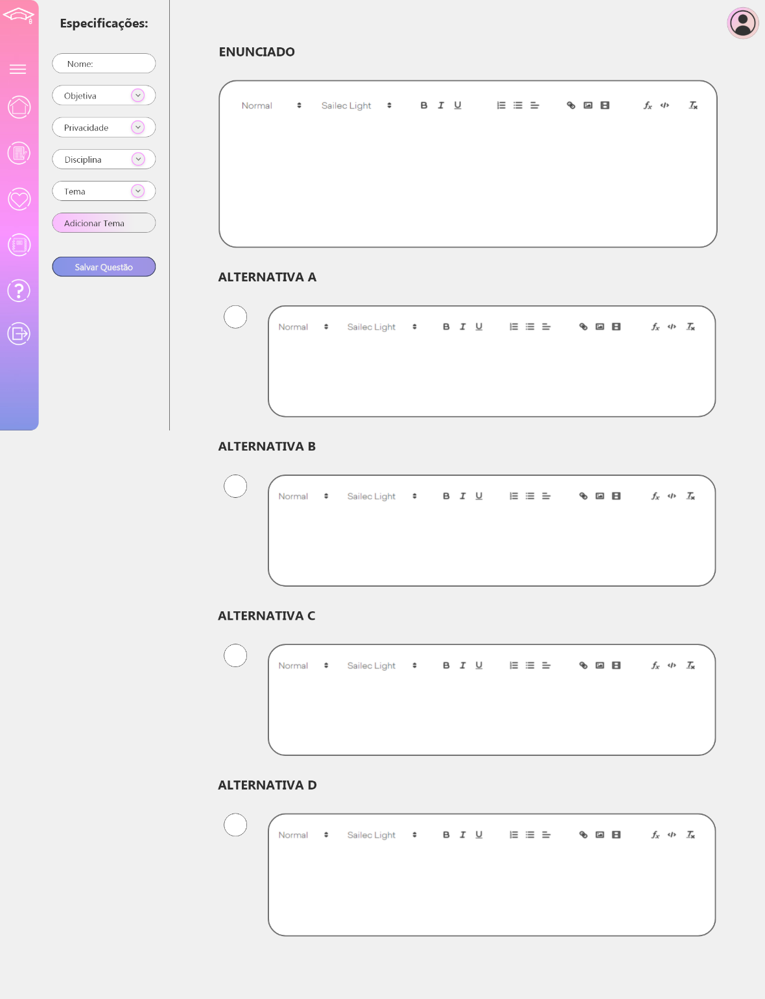 Especificações:
Nome:
Objetiva
Privacidade
Disciplina
Tema
Adicionar Tema
Salvar Questão
ENUNCIADO
Normal Sailec Light B I U
ALTERNATIVA A
Normal Sailec Light B I U
ALTERNATIVA B
Normal Sailec Light B I U
ALTERNATIVA C
Normal Sailec Light B I U
ALTERNATIVA D
Normal Sailec Light B I U